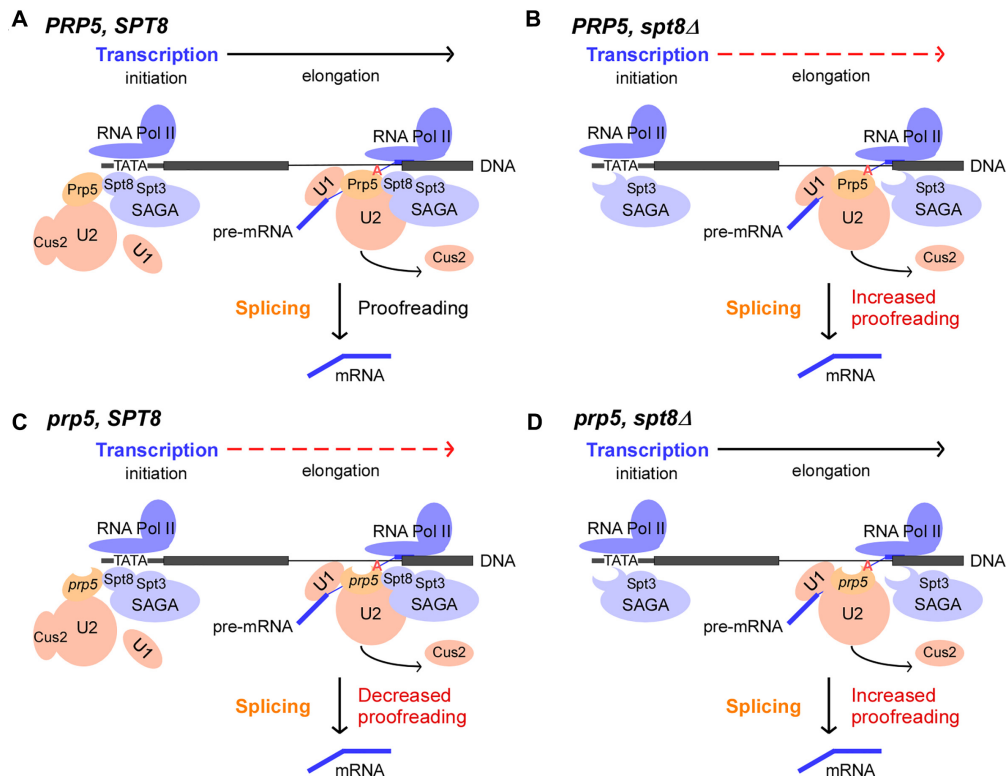 A PRP5, SPT8
Transcription
initiation
elongation
RNA Pol II
RNA Pol II
TATA
A
DNA
Prp5
Spt8
Spt3
SAGA
U1
Prp5
Spt8
Spt3
SAGA
Cus2
U2
U1
U2
pre-mRNA
Cus2
Splicing
Proofreading
mRNA
B PRP5, spt8Δ
Transcription
initiation
elongation
RNA Pol II
RNA Pol II
TATA
A
DNA
Spt3
SAGA
U1
Prp5
Spt3
SAGA
U2
pre-mRNA
Cus2
Splicing
Increased
proofreading
mRNA
C prp5, SPT8
Transcription
initiation
elongation
RNA Pol II
RNA Pol II
TATA
A
DNA
prp5
Spt8
Spt3
SAGA
U1
prp5
Spt8
Spt3
SAGA
Cus2
U2
U1
U2
pre-mRNA
Cus2
Splicing
Decreased
proofreading
mRNA
D prp5, spt8Δ
Transcription
initiation
elongation
RNA Pol II
RNA Pol II
TATA
A
DNA
Spt3
SAGA
U1
prp5
Spt3
SAGA
U2
pre-mRNA
Cus2
Splicing
Increased
proofreading
mRNA